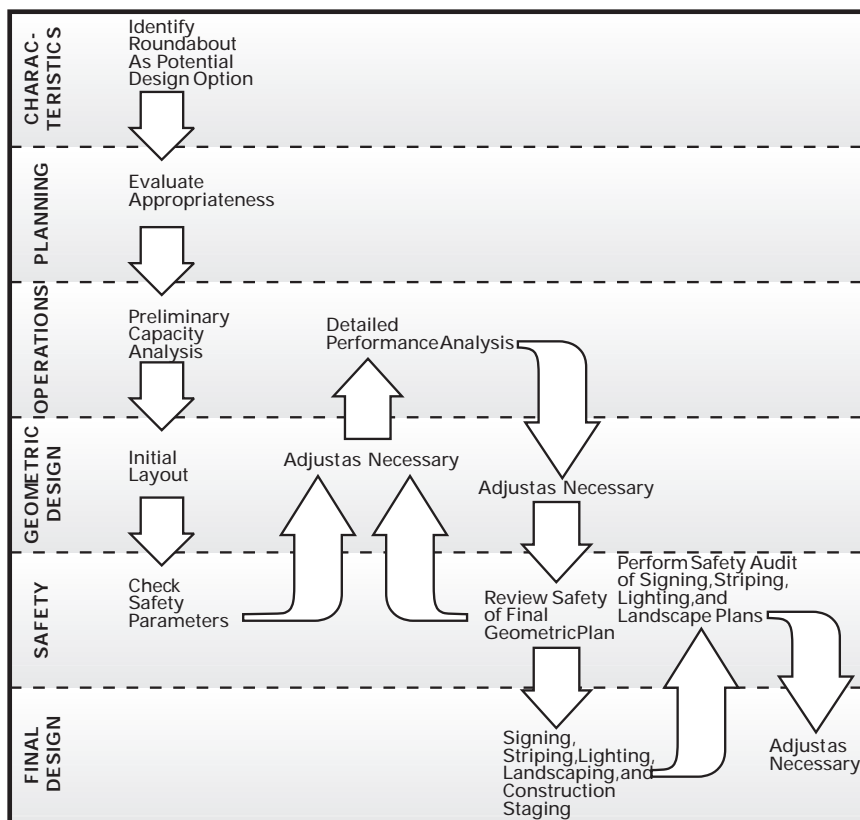 CHARAC-
TERISTICS
Identify
Roundabout
As Potential
Design Option
PLANNING
Evaluate
Appropriateness
OPERATIONS
Preliminary
Capacity
Analysis
Detailed
Performance Analysis
GEOMETRIC
DESIGN
Initial
Layout
Adjustas Necessary
Adjustas Necessary
SAFETY
Check
Safety
Parameters
Review Safety
of Final
GeometricPlan
Perform Safety Audit
of Signing,Striping,
Lighting,and
Landscape Plans
FINAL
DESIGN
Signing,
Striping,Lighting,
Landscaping,and
Construction
Staging
Adjustas
Necessary